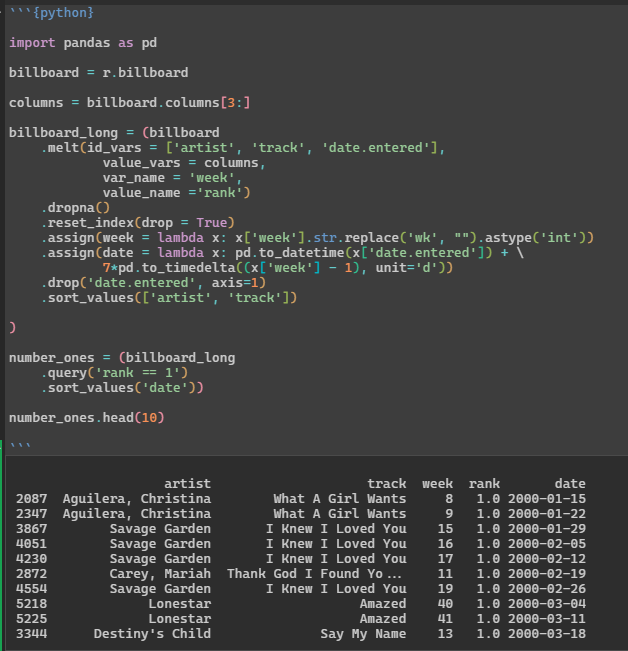 ```{python}
import pandas as pd
billboard = r.billboard
columns = billboard.columns[3:]
billboard_long = (billboard
    .melt(id_vars = ['artist', 'track', 'date.entered'],
            value_vars = columns,
            var_name = 'week',
            value_name ='rank')
    .dropna()
    .reset_index(drop = True)
    .assign(week = lambda x: x['week'].str.replace('wk', "").astype('int'))
    .assign(date = lambda x: pd.to_datetime(x['date.entered']) + \
            7*pd.to_timedelta((x['week'] - 1), unit='d'))
    .drop('date.entered', axis=1)
    .sort_values(['artist', 'track'])
)
number_ones = (billboard_long
    .query('rank == 1')
    .sort_values('date'))
number_ones.head(10)
```
                  artist                   track  week  rank       date
2087  Aguilera, Christina        What A Girl Wants     8   1.0 2000-01-15
2347  Aguilera, Christina        What A Girl Wants     9   1.0 2000-01-22
3867        Savage Garden       I Knew I Loved You    15   1.0 2000-01-29
4051        Savage Garden       I Knew I Loved You    16   1.0 2000-02-05
4230        Savage Garden       I Knew I Loved You    17   1.0 2000-02-12
2872        Carey, Mariah  Thank God I Found Yo...    11   1.0 2000-02-19
4554        Savage Garden       I Knew I Loved You    19   1.0 2000-02-26
5218             Lonestar                   Amazed    40   1.0 2000-03-04
5225             Lonestar                   Amazed    41   1.0 2000-03-11
3344      Destiny's Child              Say My Name    13   1.0 2000-03-18